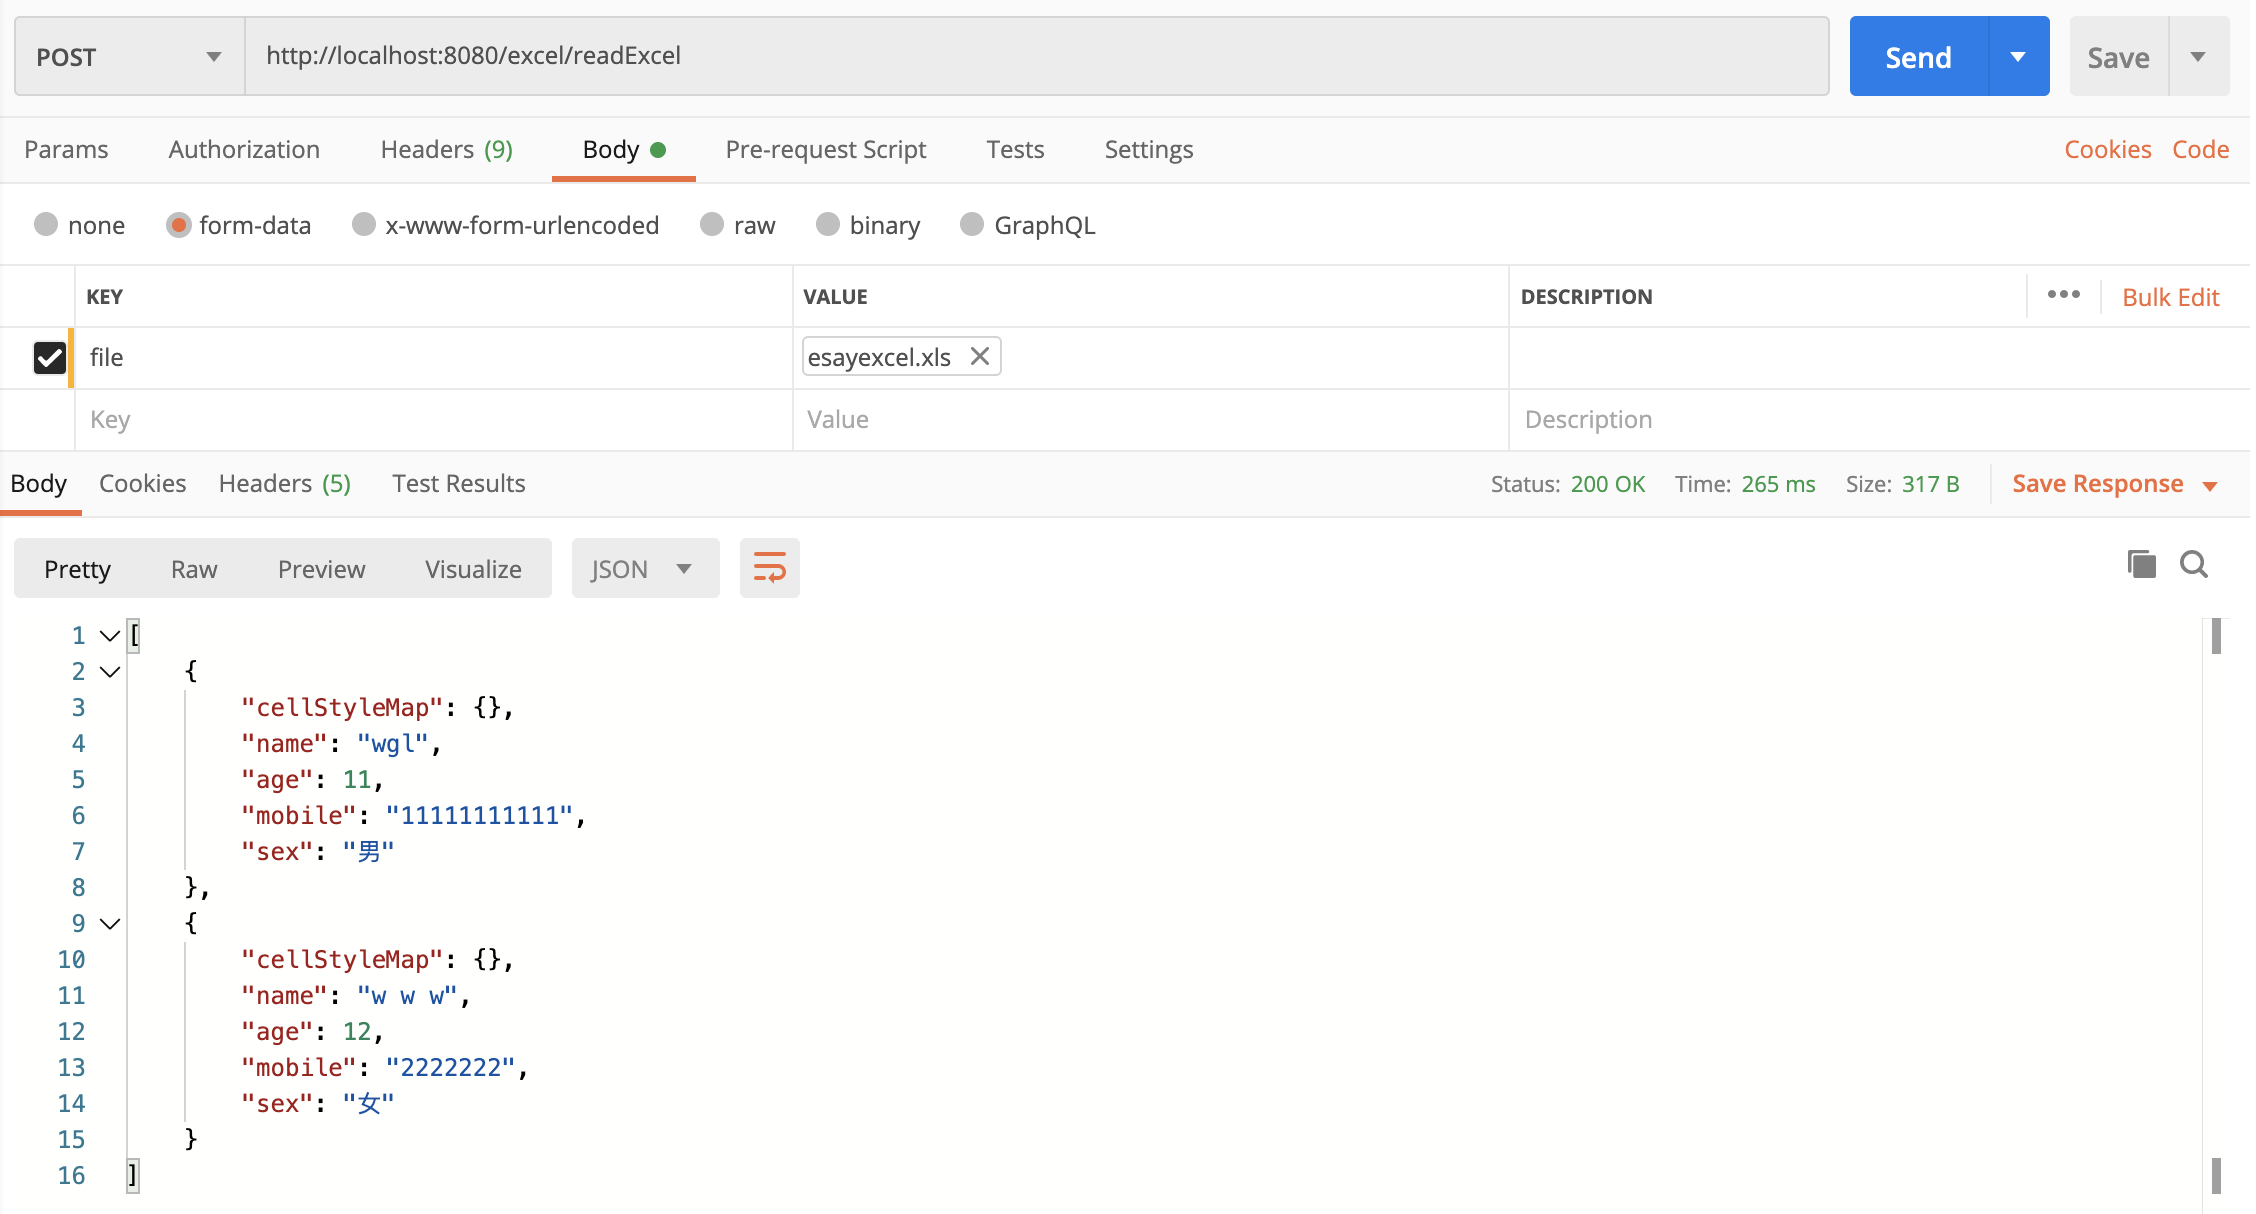 POST http://localhost:8080/excel/readExcel Send Save
Params Authorization Headers (9) Body Pre-request Script Tests Settings Cookies Code
none form-data x-www-form-urlencoded raw binary GraphQL
KEY VALUE DESCRIPTION ••• Bulk Edit
file esayexcel.xls
Key Value Description
Body Cookies Headers (5) Test Results Status: 200 OK Time: 265 ms Size: 317 B Save Response
Pretty Raw Preview Visualize JSON
1 [
2 {
3 "cellStyleMap": {},
4 "name": "wgl",
5 "age": 11,
6 "mobile": "11111111111",
7 "sex": "男"
8 },
9 {
10 "cellStyleMap": {},
11 "name": "w w w",
12 "age": 12,
13 "mobile": "2222222",
14 "sex": "女"
15 }
16 ]